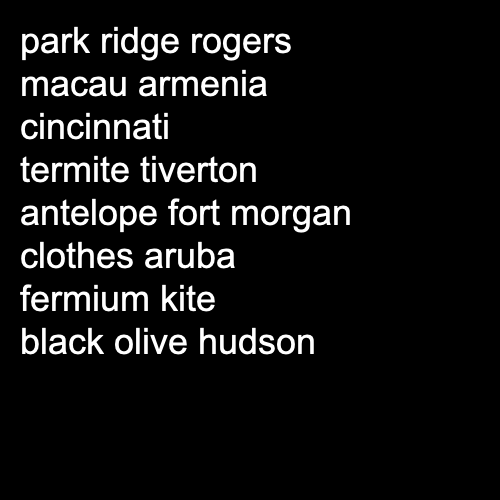 park ridge rogers
macau armenia
cincinnati
termite tiverton
antelope fort morgan
clothes aruba
fermium kite
black olive hudson